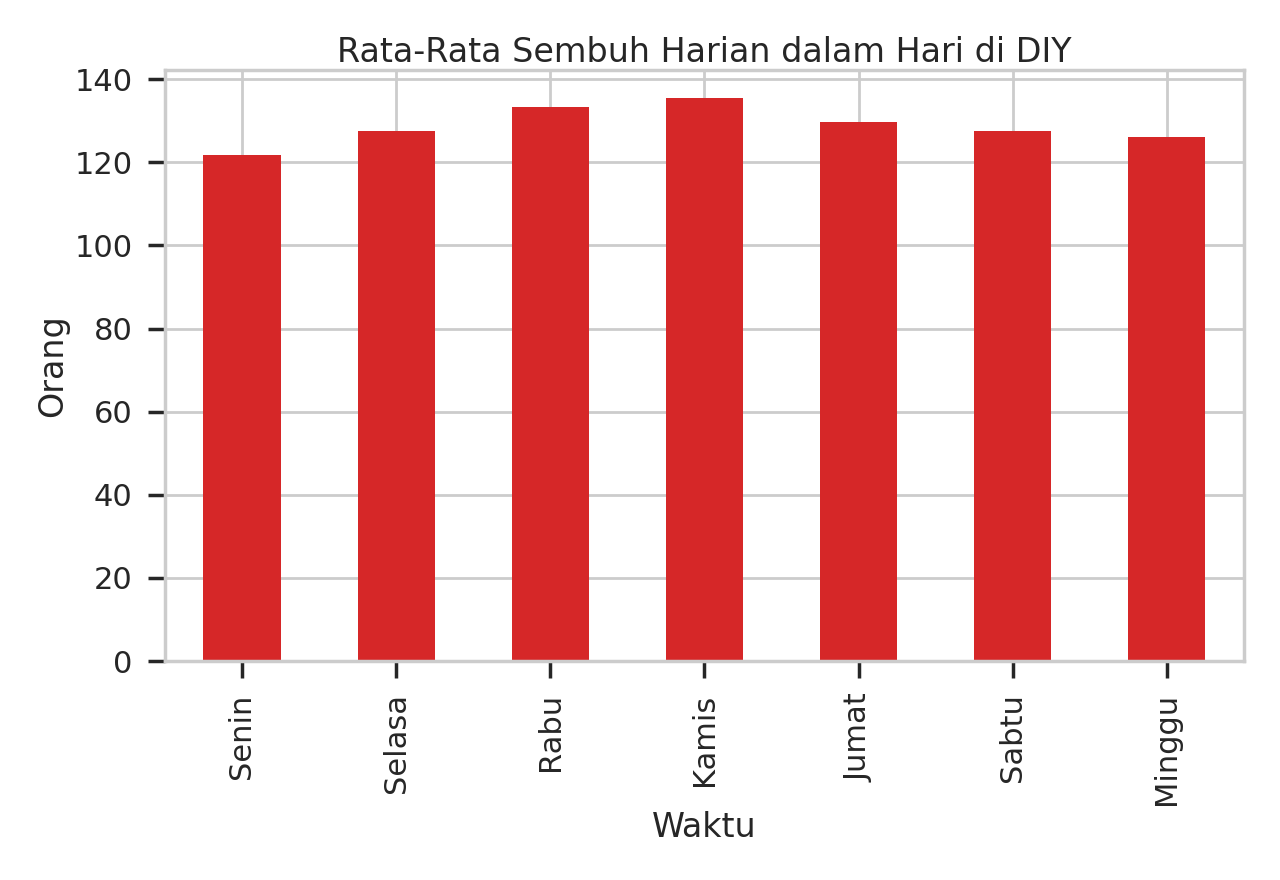 Rata-Rata Sembuh Harian dalam Hari di DIY
Orang
140
120
100
80
60
40
20
0
Senin
Selasa
Rabu
Kamis
Jumat
Sabtu
Minggu
Waktu